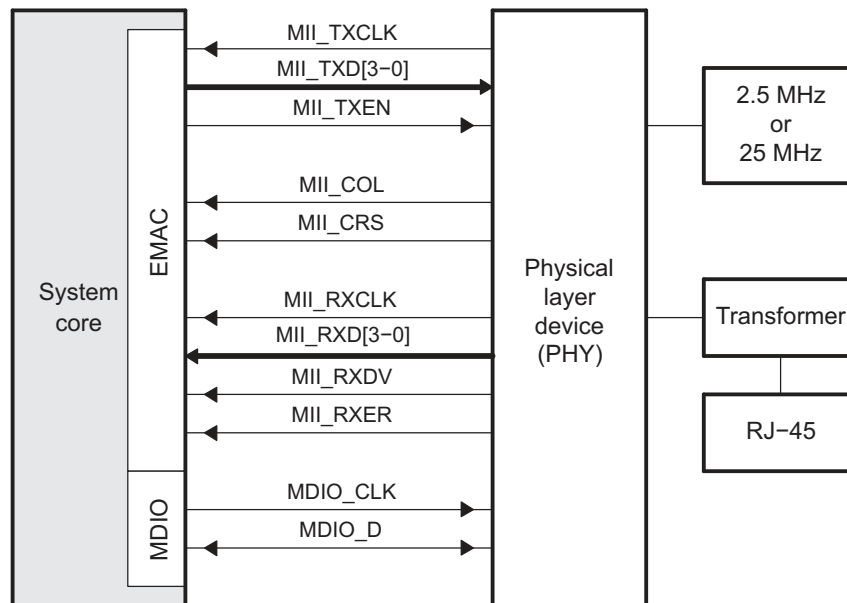 System
core
EMAC
MDIO
MII_TXCLK
MII_TXD[3−0]
MII_TXEN
MII_COL
MII_CRS
MII_RXCLK
MII_RXD[3−0]
MII_RXDV
MII_RXER
MDIO_CLK
MDIO_D
Physical
layer
device
(PHY)
2.5 MHz
or
25 MHz
Transformer
RJ−45